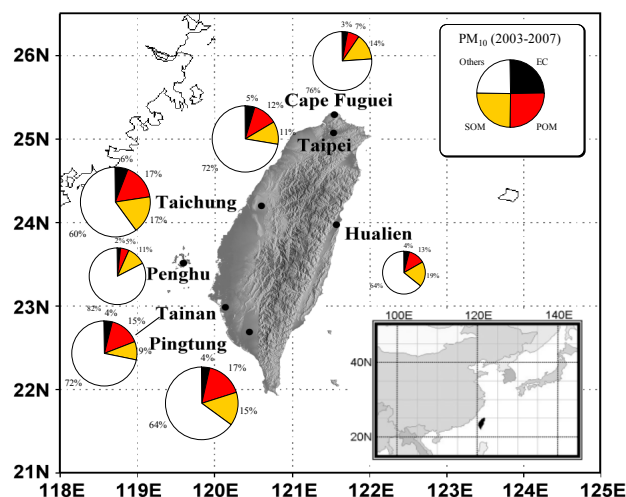 26N
25N
24N
23N
22N
21N
118E 119E 120E 121E 122E 123E 124E 125E
PM10 (2003-2007)
Others EC
SOM POM
3% 7%
14%
76%
Cape Fuguei
5%
12%
11%
72%
Taipei
6%
17%
17%
60%
Taichung
2% 5%
11%
82%
Penghu
Hualien
4%
13%
19%
64%
Tainan
4%
15%
9%
72%
Pingtung
4%
17%
15%
64%
100E 120E 140E
40N
20N